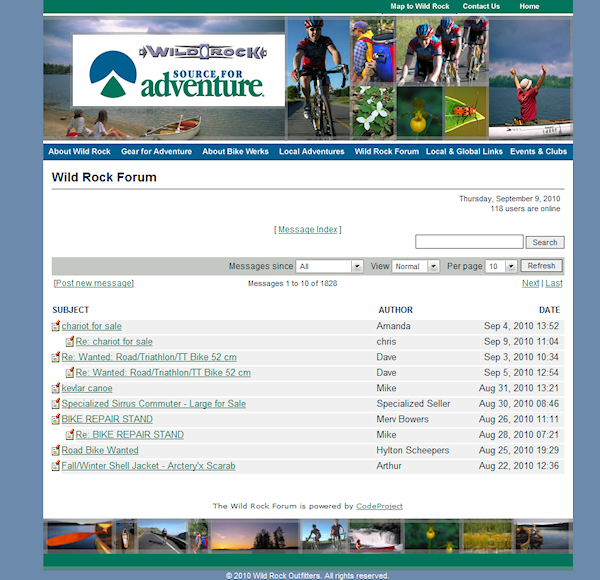 Map to Wild Rock Contact Us Home
WILD ROCK
SOURCE FOR
adventure.
About Wild Rock Gear for Adventure About Bike Werks Local Adventures Wild Rock Forum Local & Global Links Events & Clubs
Wild Rock Forum
Thursday, September 9, 2010
118 users are online
[ Message Index ]
Search
Messages since All View Normal Per page 10 Refresh
[Post new message] Messages 1 to 10 of 1828 Next | Last
SUBJECT AUTHOR DATE
chariot for sale Amanda Sep 4, 2010 13:52
Re: chariot for sale chris Sep 9, 2010 11:04
Re: Wanted: Road/Triathlon/TT Bike 52 cm Dave Sep 3, 2010 10:34
Re: Wanted: Road/Triathlon/TT Bike 52 cm Dave Sep 5, 2010 12:54
kevlar canoe Mike Aug 31, 2010 13:21
Specialized Sirrus Commuter - Large for Sale Specialized Seller Aug 30, 2010 08:46
BIKE REPAIR STAND Merv Bowers Aug 26, 2010 11:11
Re: BIKE REPAIR STAND Mike Aug 28, 2010 07:21
Road Bike Wanted Hylton Scheepers Aug 25, 2010 19:29
Fall/Winter Shell Jacket - Arctery'x Scarab Arthur Aug 22, 2010 12:36
The Wild Rock Forum is powered by CodeProject
© 2010 Wild Rock Outfitters. All rights reserved.